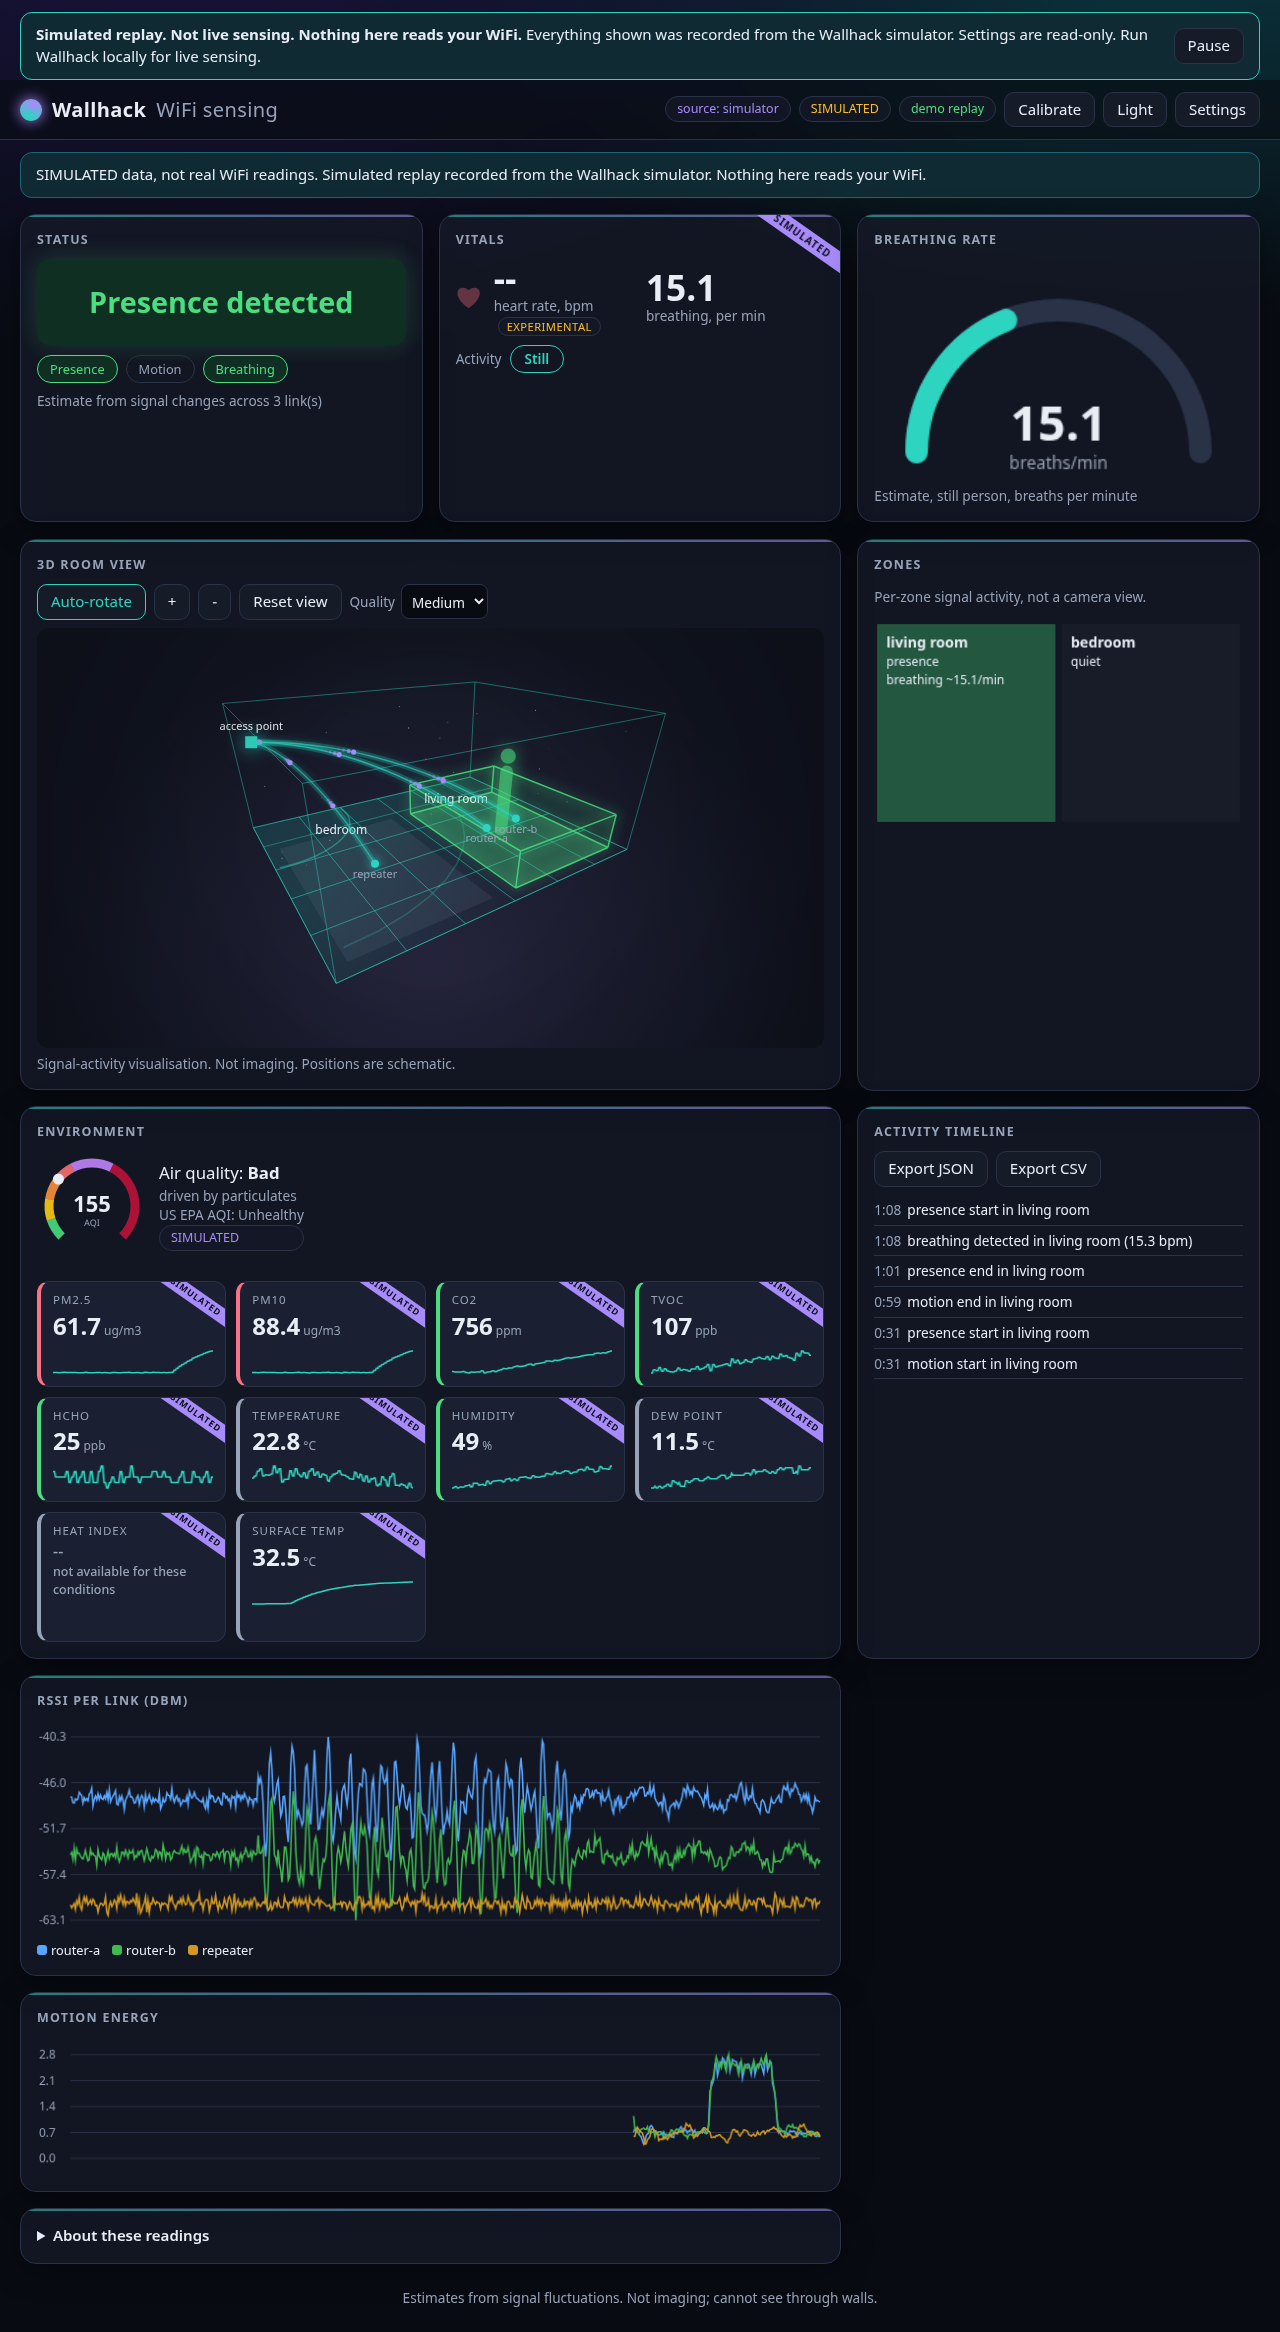 Simulated replay. Not live sensing. Nothing here reads your WiFi. Everything shown was recorded from the Wallhack simulator. Settings are read-only. Run
Wallhack locally for live sensing.
Pause
Wallhack WiFi sensing
source: simulator
SIMULATED
demo replay
Calibrate
Light
Settings
SIMULATED data, not real WiFi readings. Simulated replay recorded from the Wallhack simulator. Nothing here reads your WiFi.
STATUS
Presence detected
Presence
Motion
Breathing
Estimate from signal changes across 3 link(s)
VITALS
SIMULATED
--
heart rate, bpm
EXPERIMENTAL
15.1
breathing, per min
Activity
Still
BREATHING RATE
15.1
breaths/min
Estimate, still person, breaths per minute
3D ROOM VIEW
Auto-rotate
+
-
Reset view
Quality
Medium
access point
living room
bedroom
router-b
router-a
repeater
Signal-activity visualisation. Not imaging. Positions are schematic.
ZONES
Per-zone signal activity, not a camera view.
living room
presence
breathing ~15.1/min
bedroom
quiet
ENVIRONMENT
155
AQI
Air quality: Bad
driven by particulates
US EPA AQI: Unhealthy
SIMULATED
PM2.5
61.7 ug/m3
SIMULATED
PM10
88.4 ug/m3
SIMULATED
CO2
756 ppm
SIMULATED
TVOC
107 ppb
SIMULATED
HCHO
25 ppb
SIMULATED
TEMPERATURE
22.8 °C
SIMULATED
HUMIDITY
49 %
SIMULATED
DEW POINT
11.5 °C
SIMULATED
HEAT INDEX
--
not available for these
conditions
SIMULATED
SURFACE TEMP
32.5 °C
SIMULATED
ACTIVITY TIMELINE
Export JSON
Export CSV
1:08 presence start in living room
1:08 breathing detected in living room (15.3 bpm)
1:01 presence end in living room
0:59 motion end in living room
0:31 presence start in living room
0:31 motion start in living room
RSSI PER LINK (DBM)
-40.3
-46.0
-51.7
-57.4
-63.1
router-a
router-b
repeater
MOTION ENERGY
2.8
2.1
1.4
0.7
0.0
About these readings
Estimates from signal fluctuations. Not imaging; cannot see through walls.